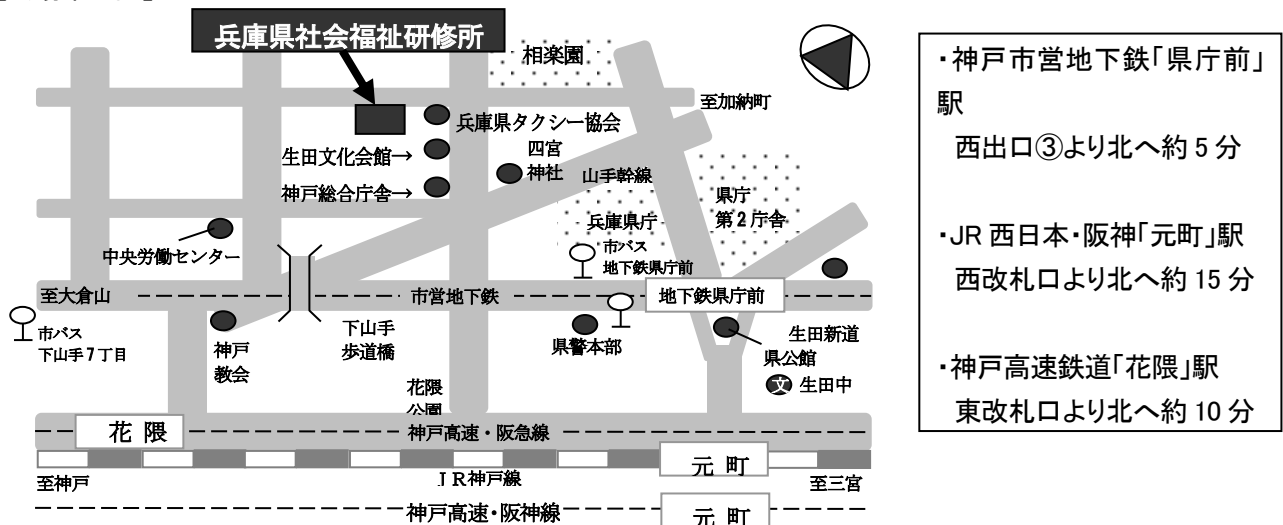 兵庫県社会福祉研修所
相楽園
至加納町
兵庫県タクシー協会
生田文化会館→
四宮
神社
山手幹線
神戸総合庁舎→
県庁
第2庁舎
兵庫県庁
中央労働センター
市バス
地下鉄県庁前
至大倉山
市営地下鉄
地下鉄県庁前
市バス
下山手7丁目
神戸
教会
下山手
歩道橋
県警本部
生田新道
県公館
文 生田中
花隈
公園
花 隈
神戸高速・阪急線
元 町
至神戸
JR神戸線
至三宮
神戸高速・阪神線
元 町
・神戸市営地下鉄「県庁前」
駅
西出口③より北へ約5分
・JR西日本・阪神「元町」駅
西改札口より北へ約15分
・神戸高速鉄道「花隈」駅
東改札口より北へ約10分